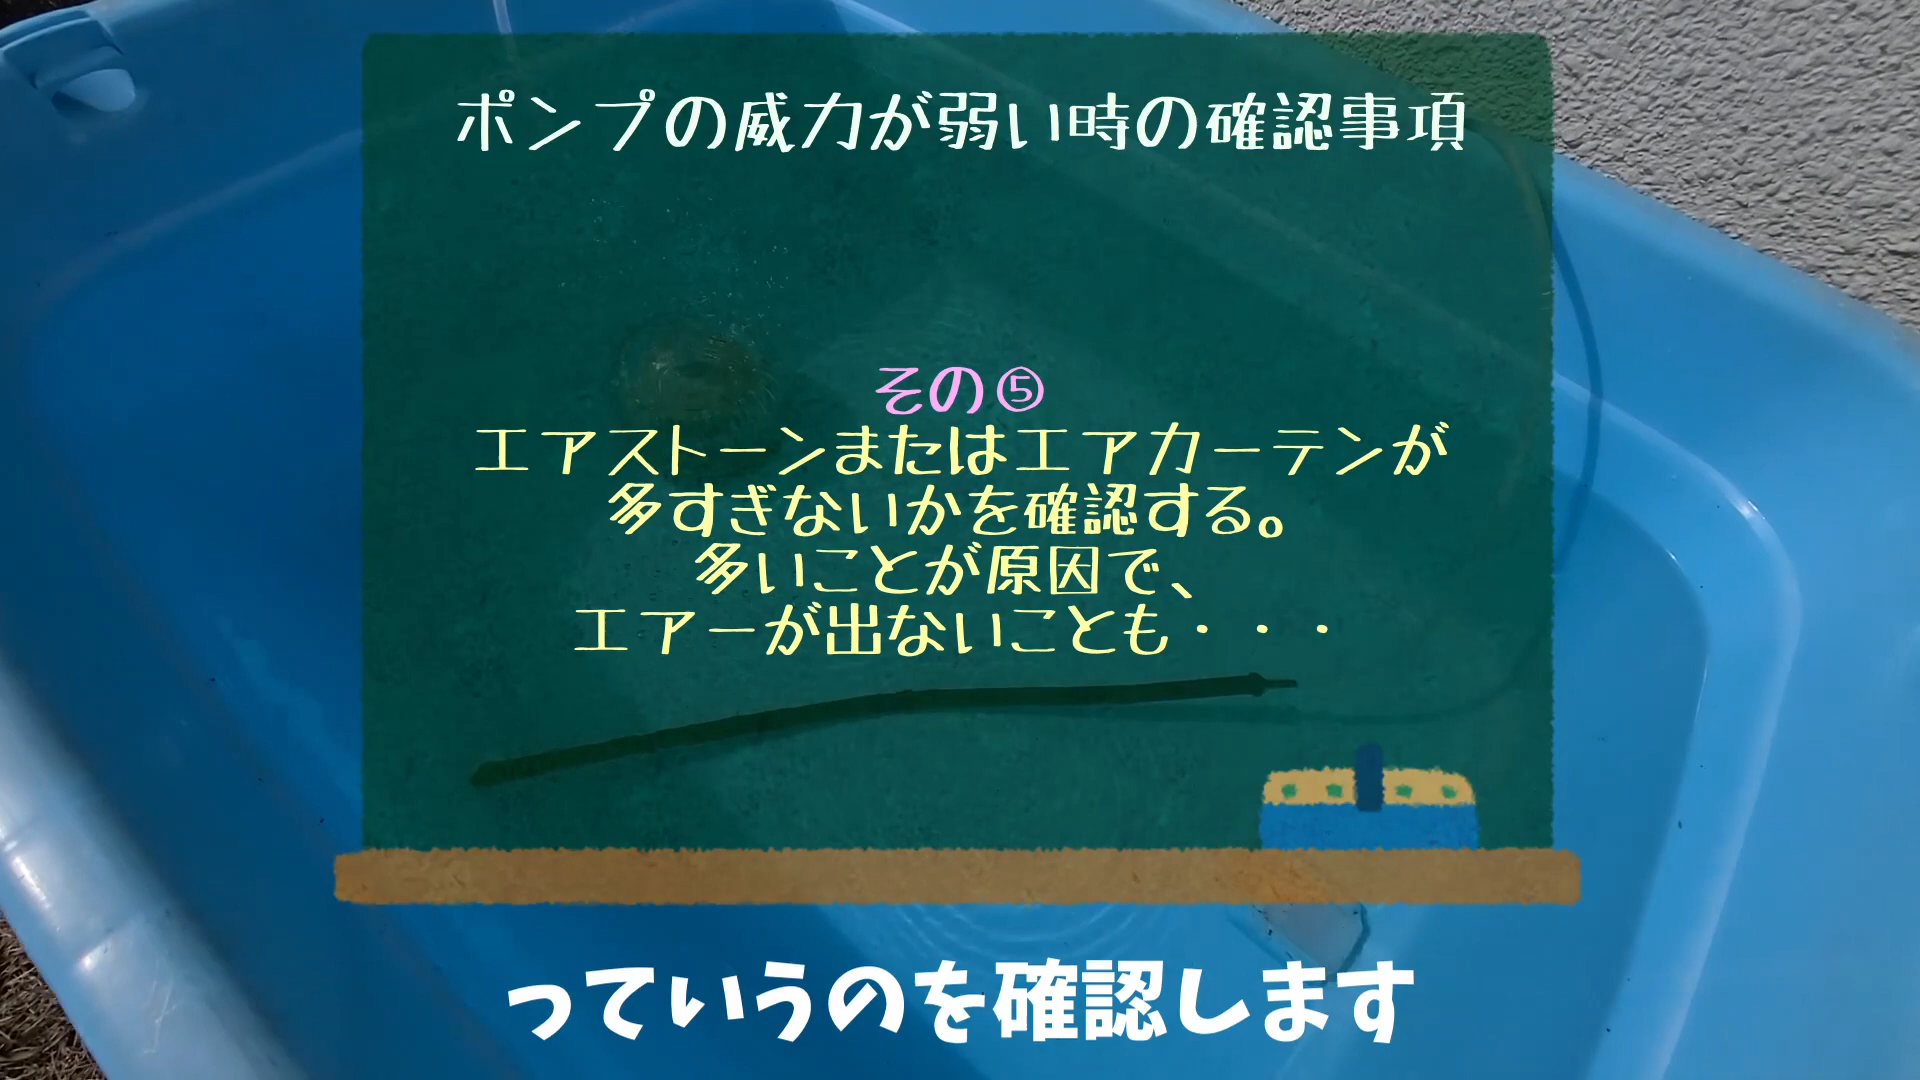 ポンプの威力が弱い時の確認事項
その⑤
エアストーンまたはエアカーテンが
多すぎないかを確認する。
多いことが原因で、
エアーが出ないことも・・・
っていうのを確認します